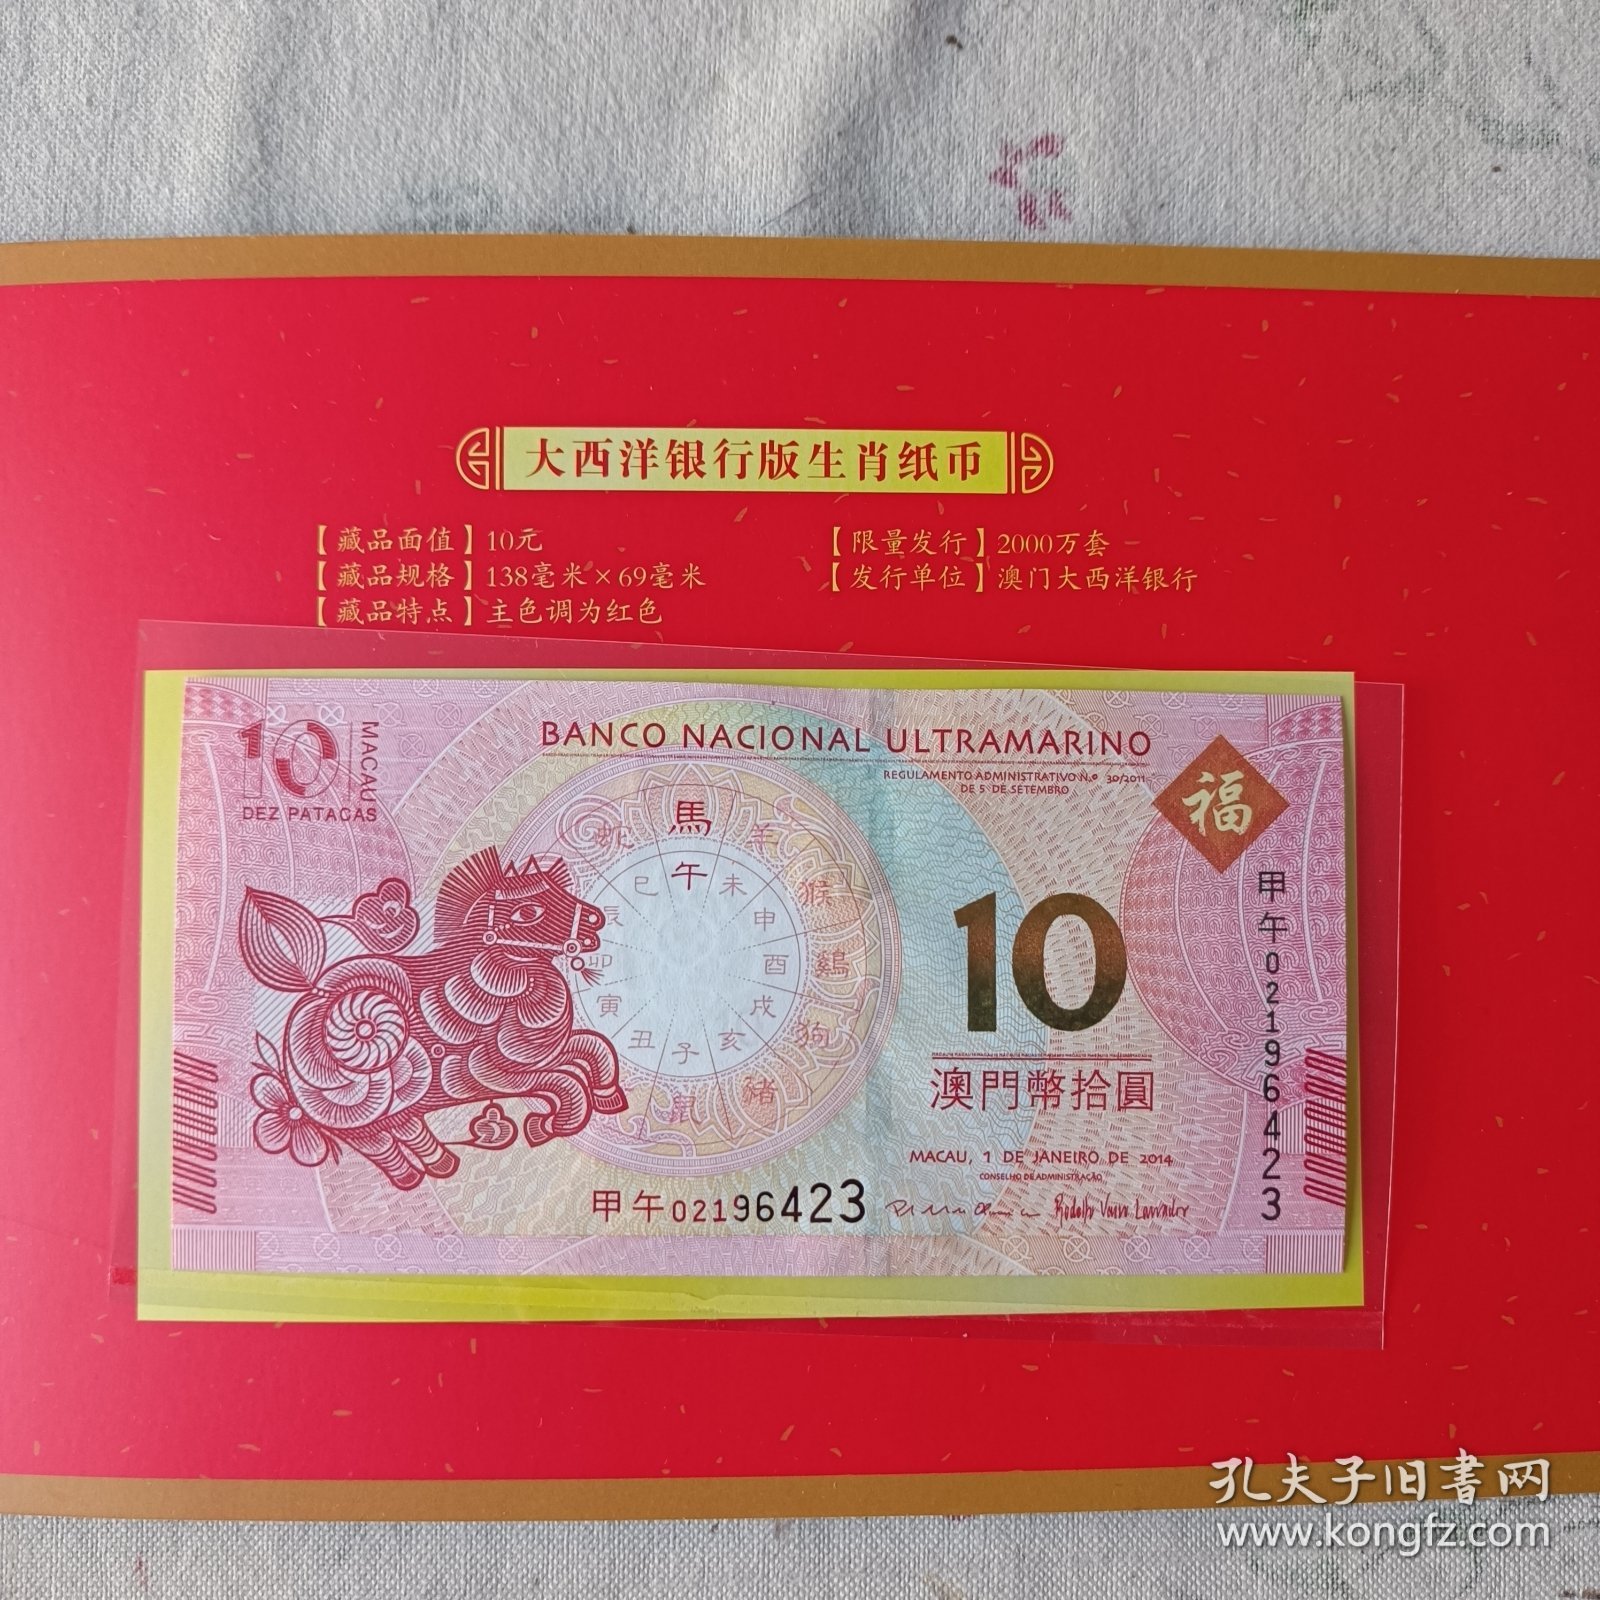 大西洋银行版生肖纸币
【藏品面值】10元
【藏品规格】138毫米×69毫米
【藏品特点】主色调为红色
【限量发行】2000万套
【发行单位】澳门大西洋银行
10
MACAU
DEZ PATACAS
BANCO NACIONAL ULTRAMARINO
REGULAMENTO ADMINISTRATIVO N.º 30/2011
DE 5 DE SETEMBRO
福
馬
羊
猴
鷄
狗
豬
鼠
蛇
午
未
申
酉
戌
亥
子
丑
寅
卯
辰
巳
10
澳門幣拾圓
MACAU, 1 DE JANEIRO DE 2014
CONSELHO DE ADMINISTRAÇÃO
甲午02196423
甲午02196423
孔夫子旧书网
www.kongfz.com